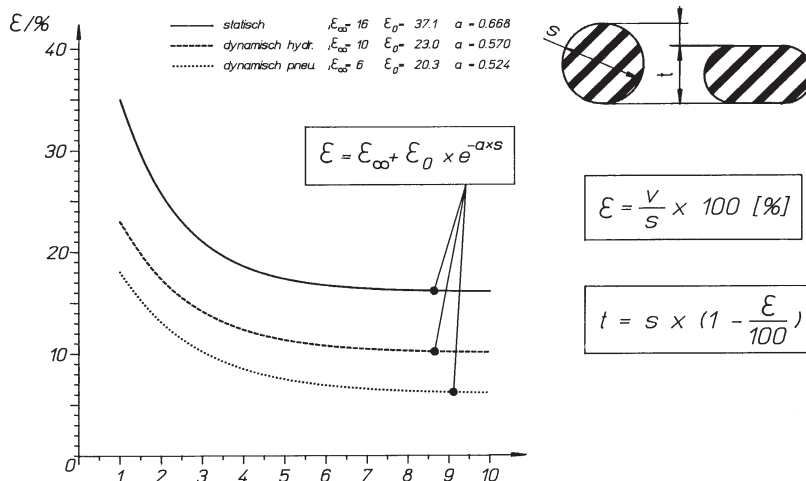 ε/%
statisch ,ε∞= 16 ε0= 37.1 a = 0.668
dynamisch hydr. ,ε∞= 10 ε0= 23.0 a = 0.570
dynamisch pneu. ,ε∞= 6 ε0= 20.3 a = 0.524
40
30
20
10
0
1 2 3 4 5 6 7 8 9 10
ε = ε∞ + ε0 × e^-a×s
s
t
ε = v/s × 100 [%]
t = s × (1 - ε/100)